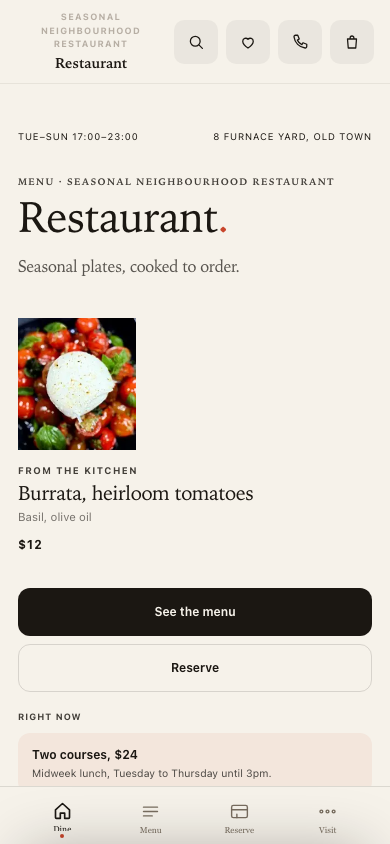 SEASONAL
NEIGHBOURHOOD
RESTAURANT
Restaurant
TUE–SUN 17:00–23:00
8 FURNACE YARD, OLD TOWN
MENU · SEASONAL NEIGHBOURHOOD RESTAURANT
Restaurant.
Seasonal plates, cooked to order.
FROM THE KITCHEN
Burrata, heirloom tomatoes
Basil, olive oil
$12
See the menu
Reserve
RIGHT NOW
Two courses, $24
Midweek lunch, Tuesday to Thursday until 3pm.
Dine
Menu
Reserve
Visit